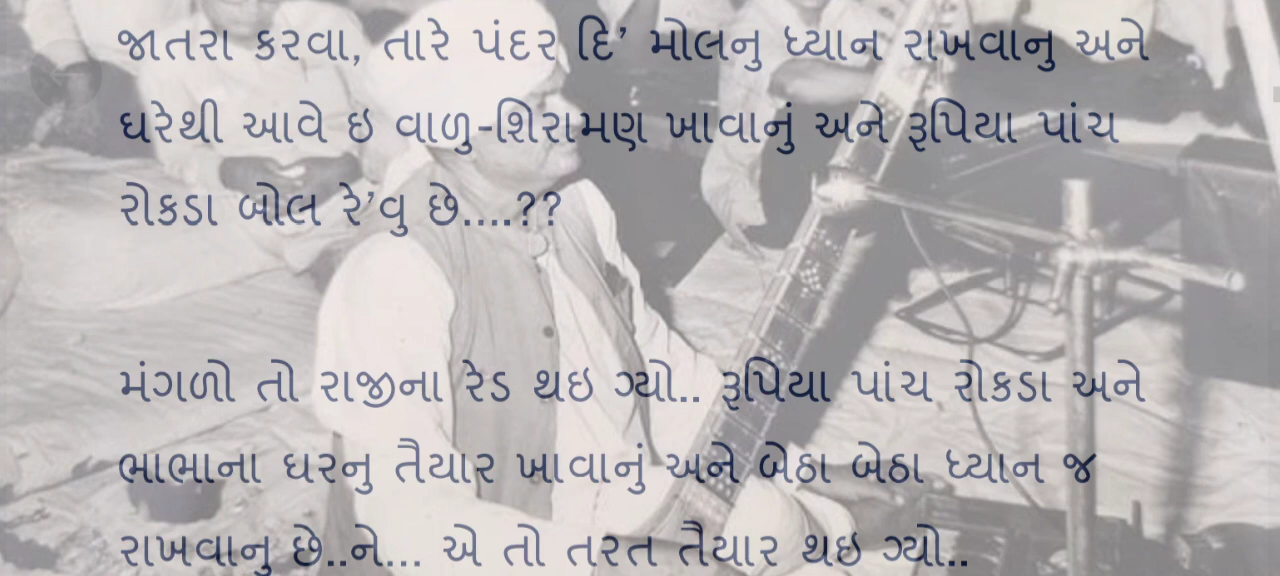 જાતરા કરવા, તારે પંદર દિ’ મોલનુ ધ્યાન રાખવાનુ અને
ઘરેથી આવે ઇ વાળુ-શિરામણ ખાવાનું અને રૂપિયા પાંચ
રોકડા બોલ રે’વુ છે....??
મંગળો તો રાજીના રેડ થઇ ગ્યો.. રૂપિયા પાંચ રોકડા અને
ભાભાના ઘરનુ તૈયાર ખાવાનું અને બેઠા બેઠા ધ્યાન જ
રાખવાનુ છે..ને... એ તો તરત તૈયાર થઇ ગ્યો..